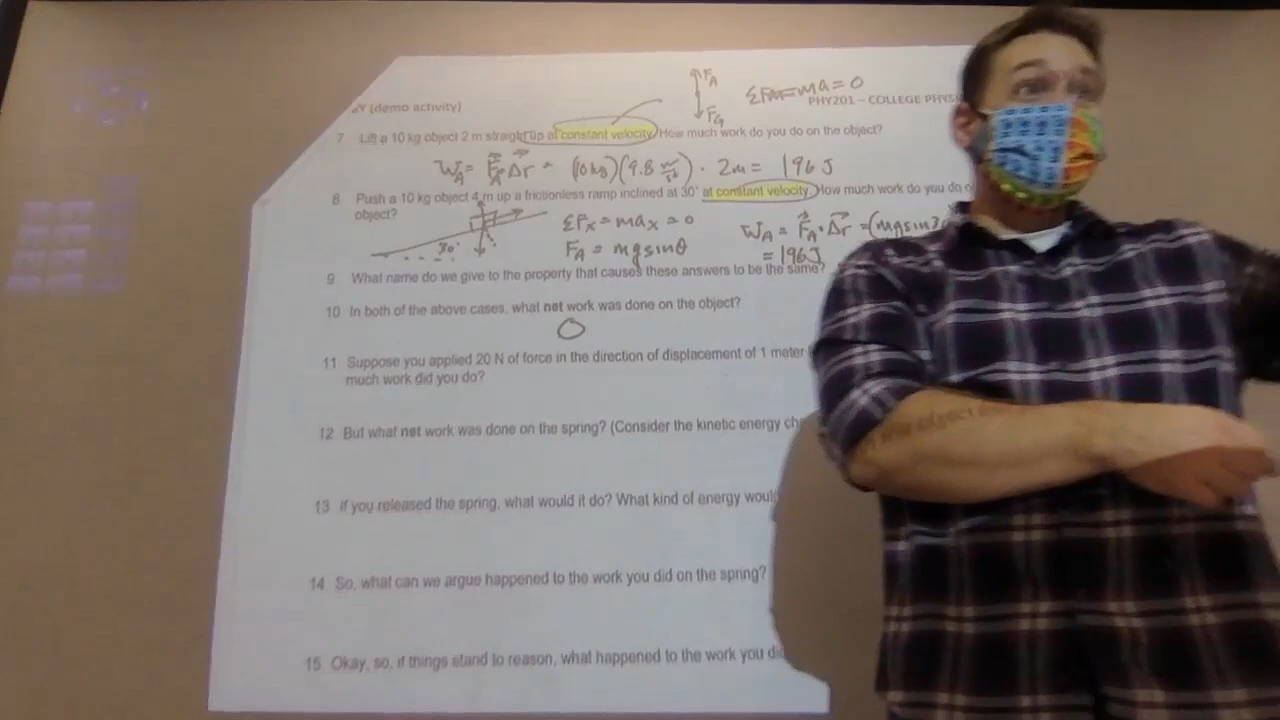 Y (demo activity)
F_A
F_G
ΣF = ma = 0
PHY201 – COLLEGE PHYSI
7 Lift a 10 kg object 2 m straight up at constant velocity. How much work do you do on the object?
W_A = F_A · Δr = (10 kg)(9.8 m/s²) · 2m = 196 J
8 Push a 10 kg object 4 m up a frictionless ramp inclined at 30° at constant velocity. How much work do you do o
object?
30°
ΣFx = max = 0
F_A = mg sinθ
W_A = F_A · Δr = (mg sin30
= 196J
9 What name do we give to the property that causes these answers to be the same?
10 In both of the above cases, what net work was done on the object?
0
11 Suppose you applied 20 N of force in the direction of displacement of 1 meter
much work did you do?
12 But what net work was done on the spring? (Consider the kinetic energy ch
13 If you released the spring, what would it do? What kind of energy would
14 So, what can we argue happened to the work you did on the spring?
15 Okay, so, if things stand to reason, what happened to the work you di